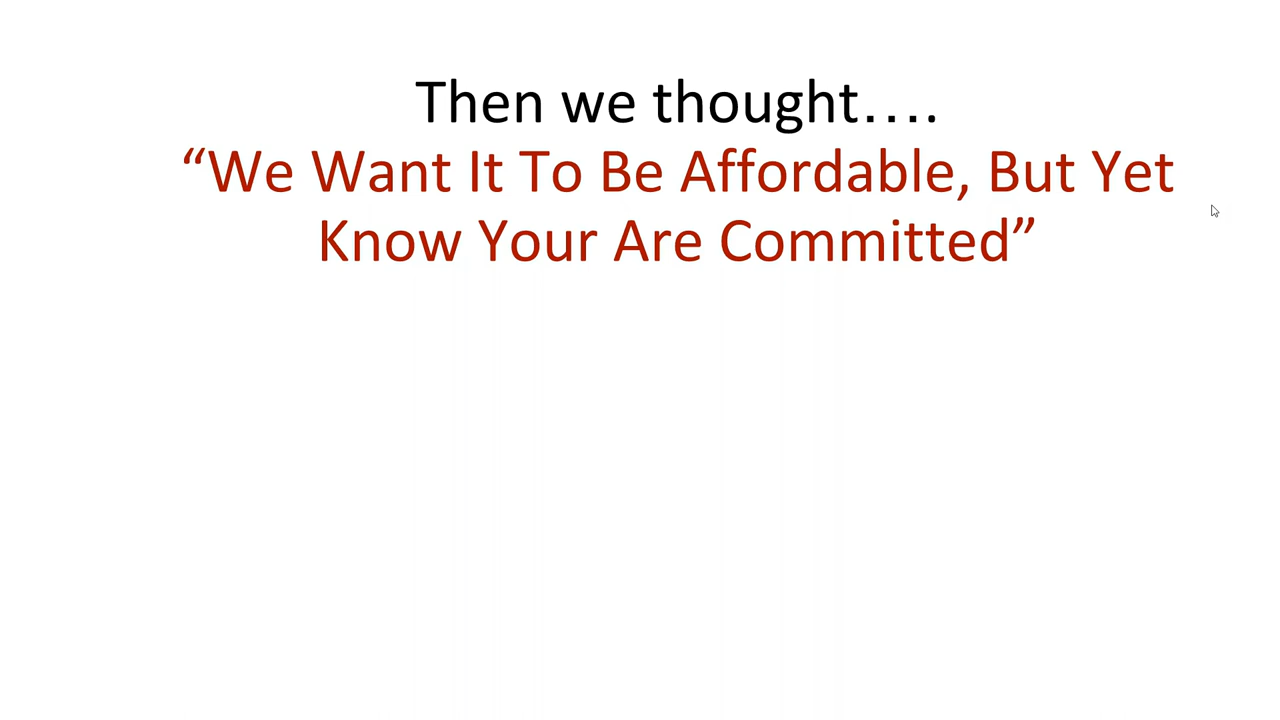 Then we thought….
“We Want It To Be Affordable, But Yet
Know Your Are Committed”